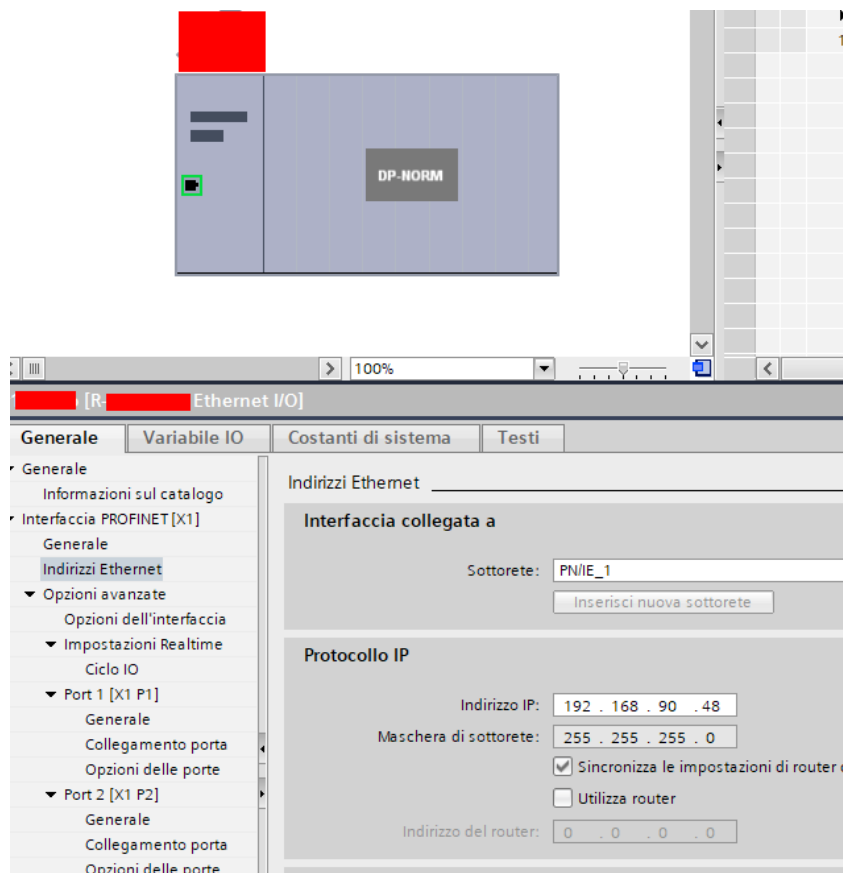 DP-NORM
100%
[R- Ethernet I/O]
Generale
Variabile IO
Costanti di sistema
Testi
Generale
Informazioni sul catalogo
Interfaccia PROFINET [X1]
Generale
Indirizzi Ethernet
Opzioni avanzate
Opzioni dell'interfaccia
Impostazioni Realtime
Ciclo IO
Port 1 [X1 P1]
Generale
Collegamento porta
Opzioni delle porte
Port 2 [X1 P2]
Generale
Collegamento porta
Opzioni delle porte
Indirizzi Ethernet
Interfaccia collegata a
Sottorete: PN/IE_1
Inserisci nuova sottorete
Protocollo IP
Indirizzo IP: 192 . 168 . 90 . 48
Maschera di sottorete: 255 . 255 . 255 . 0
Sincronizza le impostazioni di router
Utilizza router
Indirizzo del router: 0 . 0 . 0 . 0